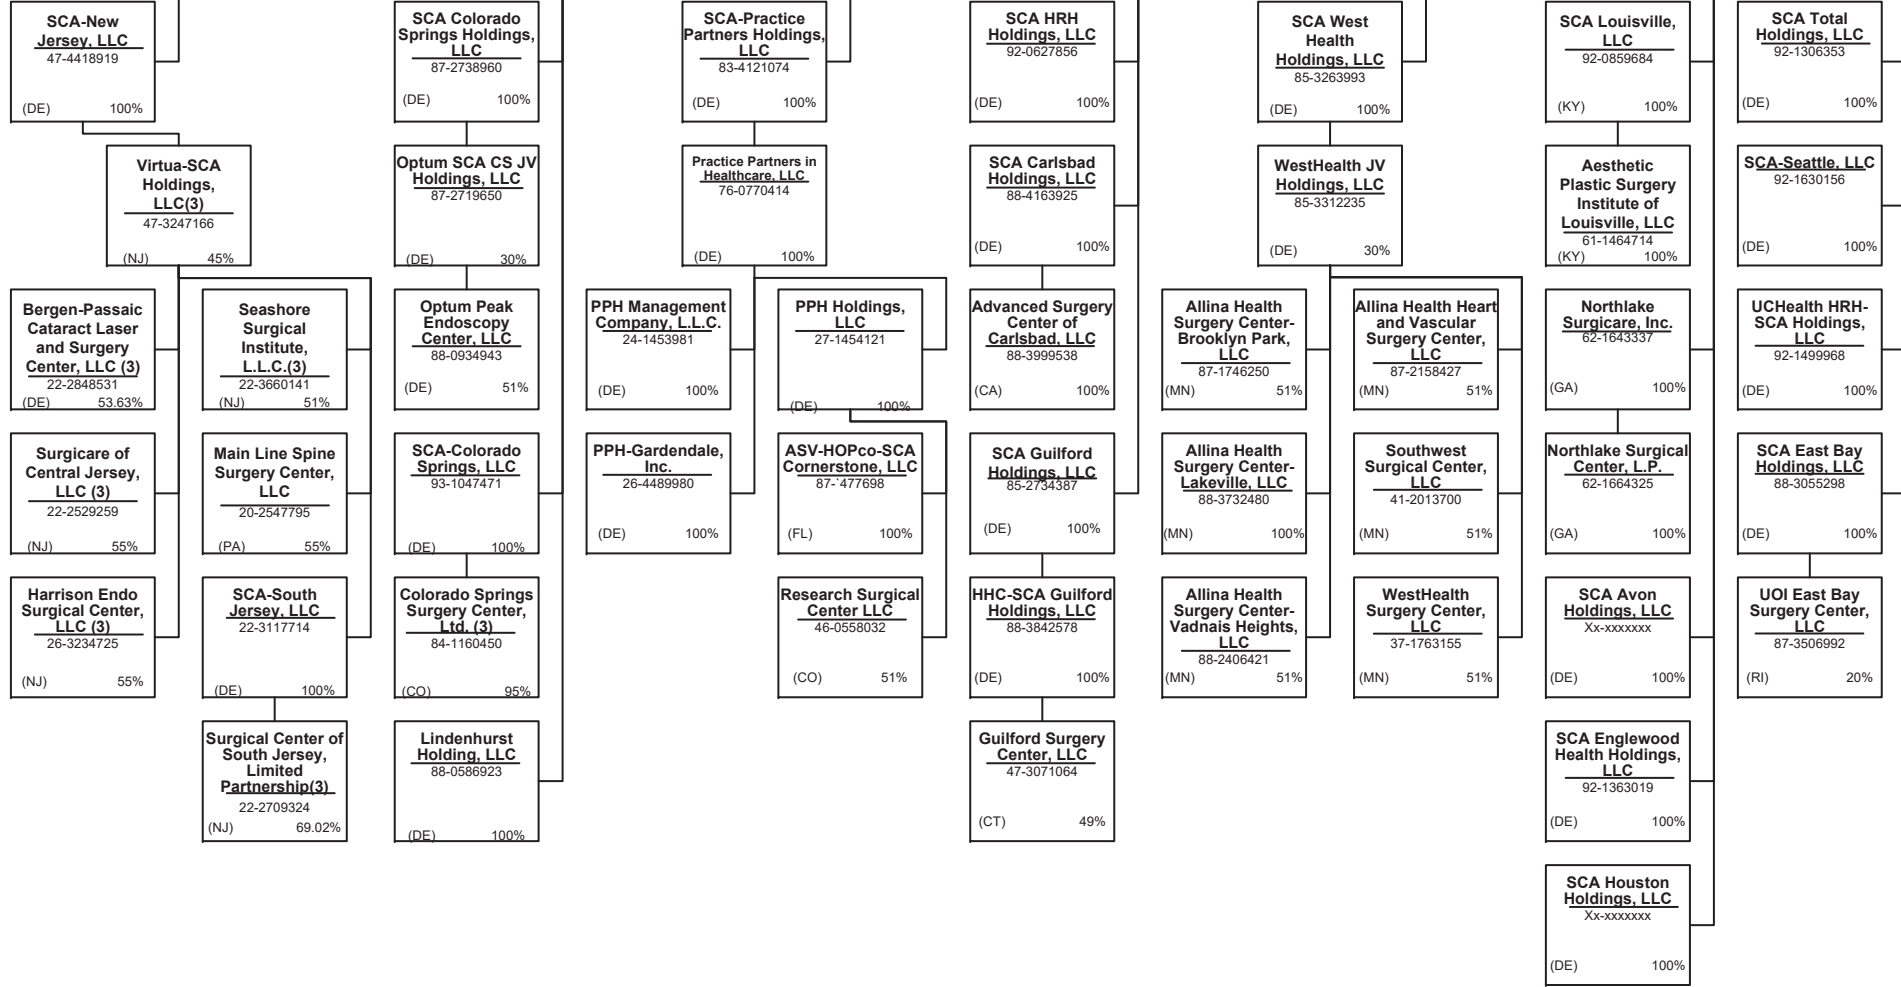 SCA-New
Jersey, LLC
47-4418919
(DE) 100%
Virtua-SCA
Holdings,
LLC(3)
47-3247166
(NJ) 45%
Bergen-Passaic
Cataract Laser
and Surgery
Center, LLC (3)
22-2848531
(DE) 53.63%
Surgicare of
Central Jersey,
LLC (3)
22-2529259
(NJ) 55%
Harrison Endo
Surgical Center,
LLC (3)
26-3234725
(NJ) 55%
Seashore
Surgical
Institute,
L.L.C.(3)
22-3660141
(NJ) 51%
Main Line Spine
Surgery Center,
LLC
20-2547795
(PA) 55%
SCA-South
Jersey, LLC
22-3117714
(DE) 100%
Surgical Center of
South Jersey,
Limited
Partnership(3)
22-2709324
(NJ) 69.02%
SCA Colorado
Springs Holdings,
LLC
87-2738960
(DE) 100%
Optum SCA CS JV
Holdings, LLC
87-2719650
(DE) 30%
Optum Peak
Endoscopy
Center, LLC
88-0934943
(DE) 51%
SCA-Colorado
Springs, LLC
93-1047471
(DE) 100%
Colorado Springs
Surgery Center,
Ltd. (3)
84-1160450
(CO) 95%
Lindenhurst
Holding, LLC
88-0586923
(DE) 100%
SCA-Practice
Partners Holdings,
LLC
83-4121074
(DE) 100%
Practice Partners in
Healthcare, LLC
76-0770414
(DE) 100%
PPH Management
Company, L.L.C.
24-1453981
(DE) 100%
PPH-Gardendale,
Inc.
26-4489980
(DE) 100%
PPH Holdings,
LLC
27-1454121
(DE) 100%
ASV-HOPco-SCA
Cornerstone, LLC
87-`477698
(FL) 100%
Research Surgical
Center LLC
46-0558032
(CO) 51%
SCA HRH
Holdings, LLC
92-0627856
(DE) 100%
SCA Carlsbad
Holdings, LLC
88-4163925
(DE) 100%
Advanced Surgery
Center of
Carlsbad, LLC
88-3999538
(CA) 100%
SCA Guilford
Holdings, LLC
85-2734387
(DE) 100%
HHC-SCA Guilford
Holdings, LLC
88-3842578
(DE) 100%
Guilford Surgery
Center, LLC
47-3071064
(CT) 49%
SCA West
Health
Holdings, LLC
85-3263993
(DE) 100%
WestHealth JV
Holdings, LLC
85-3312235
(DE) 30%
Allina Health
Surgery Center-
Brooklyn Park,
LLC
87-1746250
(MN) 51%
Allina Health
Surgery Center-
Lakeville, LLC
88-3732480
(MN) 100%
Allina Health
Surgery Center-
Vadnais Heights,
LLC
88-2406421
(MN) 51%
Allina Health Heart
and Vascular
Surgery Center,
LLC
87-2158427
(MN) 51%
Southwest
Surgical Center,
LLC
41-2013700
(MN) 51%
WestHealth
Surgery Center,
LLC
37-1763155
(MN) 51%
SCA Louisville,
LLC
92-0859684
(KY) 100%
Aesthetic
Plastic Surgery
Institute of
Louisville, LLC
61-1464714
(KY) 100%
Northlake
Surgicare, Inc.
62-1643337
(GA) 100%
Northlake Surgical
Center, L.P.
62-1664325
(GA) 100%
SCA Avon
Holdings, LLC
Xx-xxxxxxx
(DE) 100%
SCA Englewood
Health Holdings,
LLC
92-1363019
(DE) 100%
SCA Houston
Holdings, LLC
Xx-xxxxxxx
(DE) 100%
SCA Total
Holdings, LLC
92-1306353
(DE) 100%
SCA-Seattle, LLC
92-1630156
(DE) 100%
UCHealth HRH-
SCA Holdings,
LLC
92-1499968
(DE) 100%
SCA East Bay
Holdings, LLC
88-3055298
(DE) 100%
UOI East Bay
Surgery Center,
LLC
87-3506992
(RI) 20%